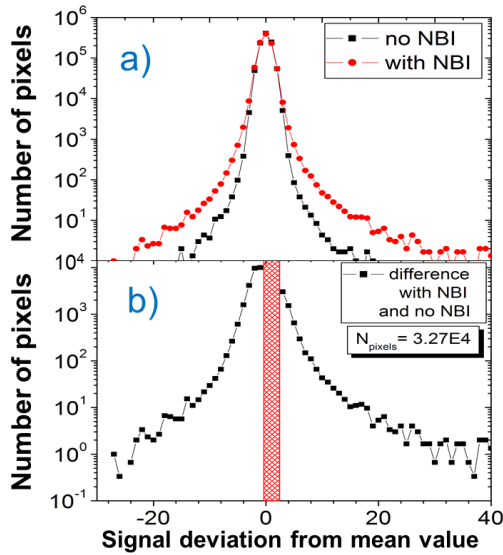 a)
no NBI
with NBI
Number of pixels
10^6
10^5
10^4
10^3
10^2
10^1
10^4
b)
difference
with NBI
and no NBI
N_pixels = 3.27E4
Number of pixels
10^3
10^2
10^1
10^0
10^-1
-20 0 20 40
Signal deviation from mean value